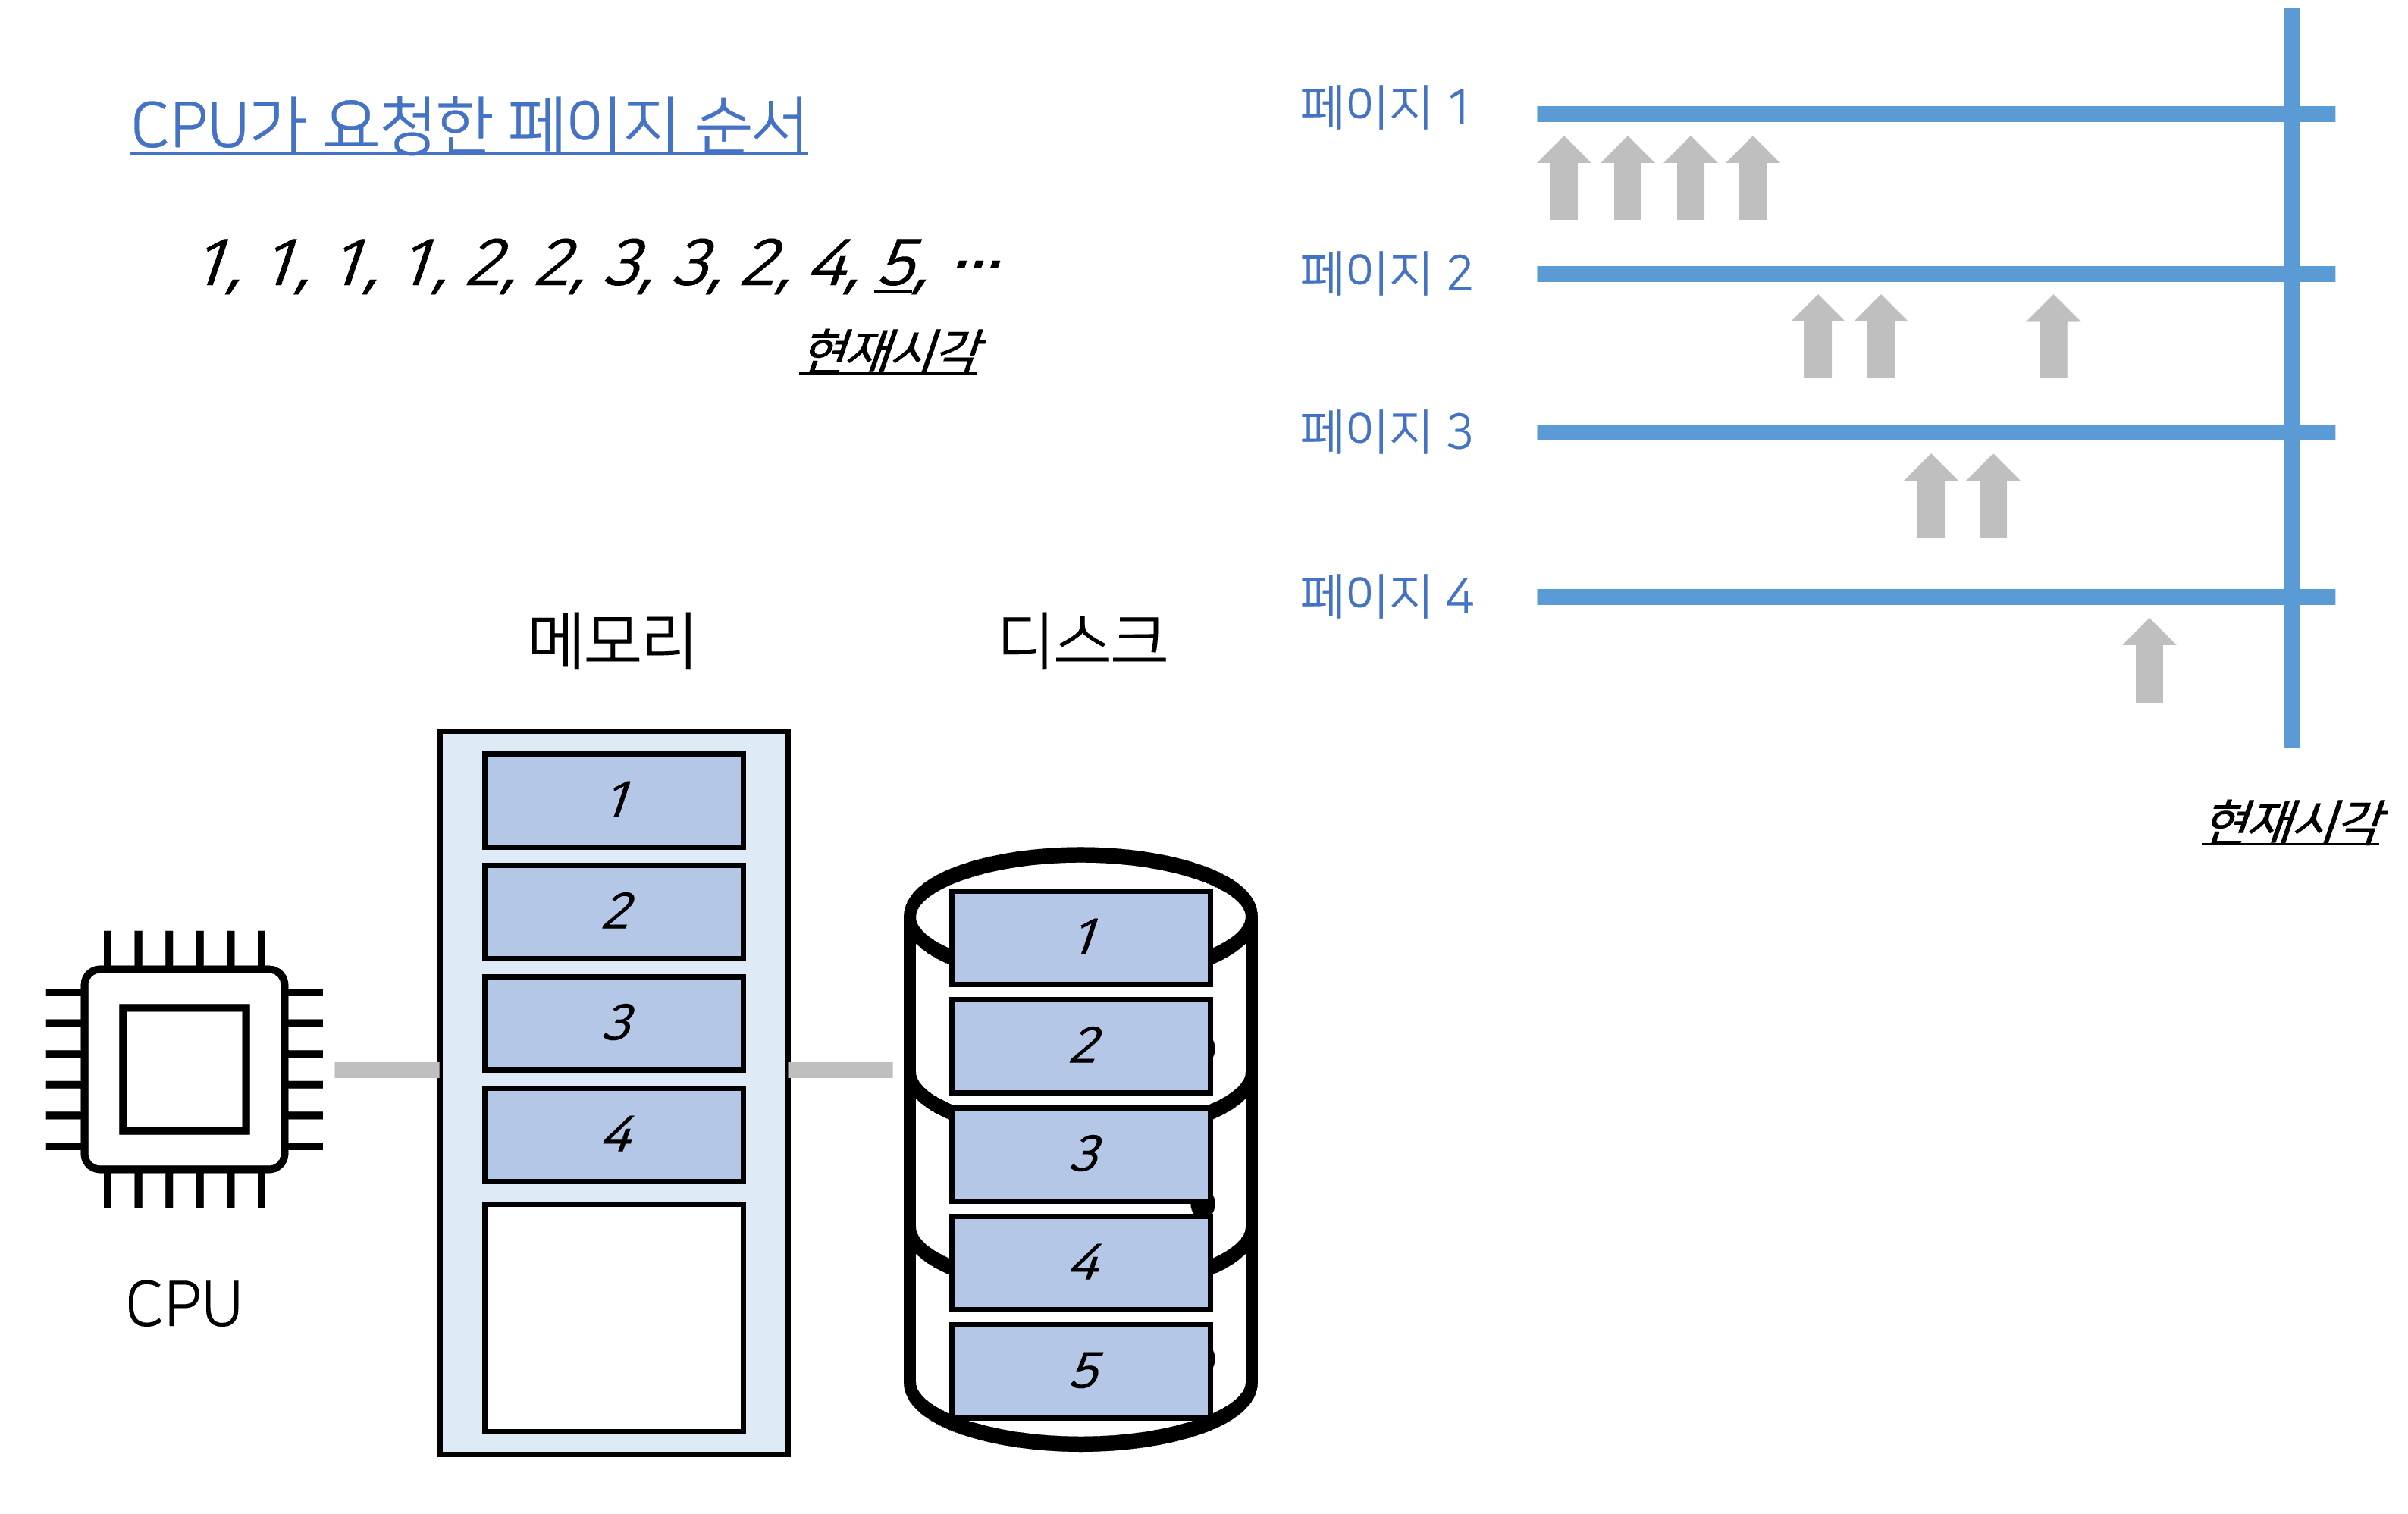 CPU가 요청한 페이지 순서
1, 1, 1, 1, 2, 2, 3, 3, 2, 4, 5, ⋯
현재시각
페이지 1
페이지 2
페이지 3
페이지 4
현재시각
메모리
1
2
3
4
디스크
1
2
3
4
5
CPU